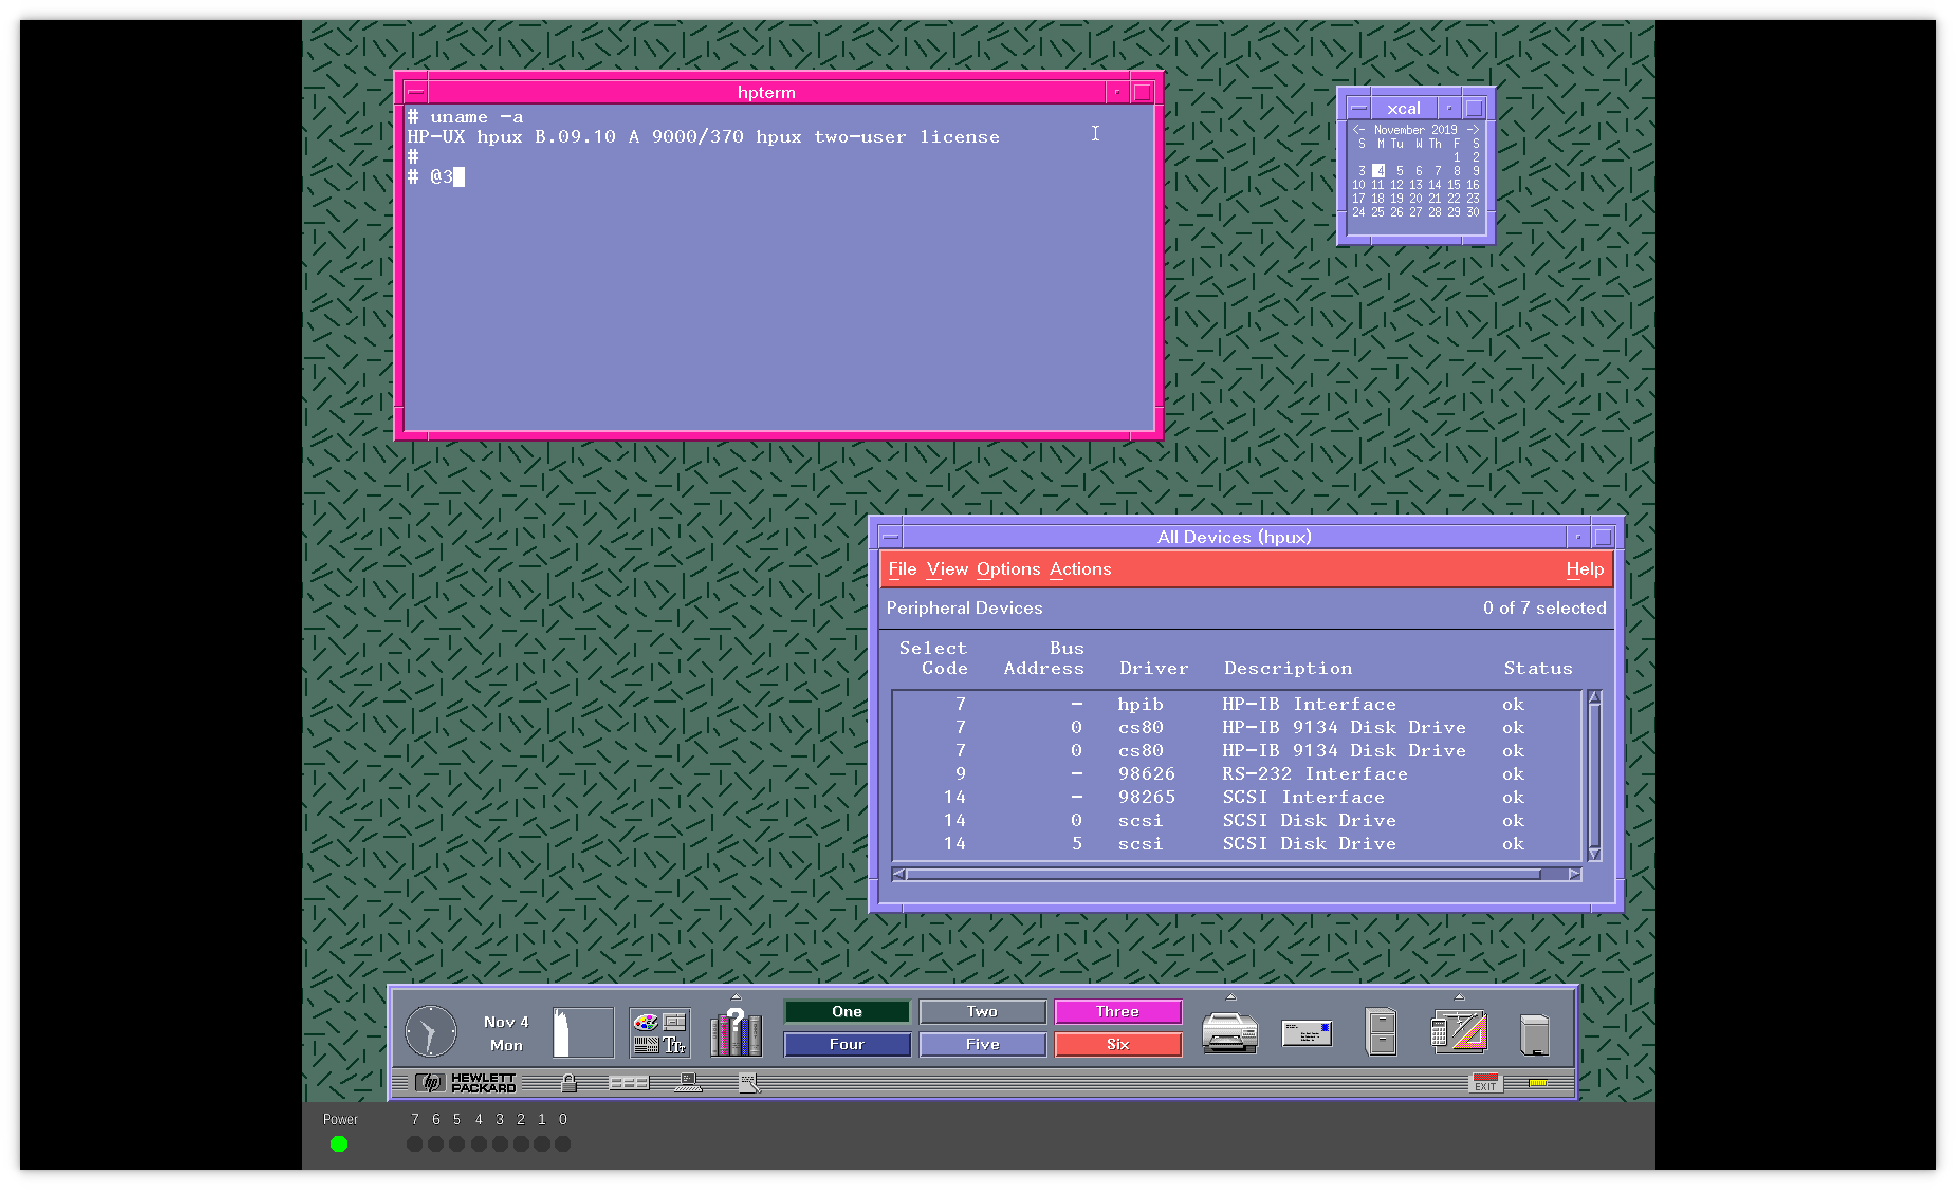 hpterm
# uname -a
HP-UX hpux B.09.10 A 9000/370 hpux two-user license
#
# @3
xcal
<- November 2019 ->
S M Tu W Th F S
1 2
3 4 5 6 7 8 9
10 11 12 13 14 15 16
17 18 19 20 21 22 23
24 25 26 27 28 29 30
All Devices (hpux)
File View Options Actions Help
Peripheral Devices 0 of 7 selected
Select Bus
Code Address Driver Description Status
7 - hpib HP-IB Interface ok
7 0 cs80 HP-IB 9134 Disk Drive ok
7 0 cs80 HP-IB 9134 Disk Drive ok
9 - 98626 RS-232 Interface ok
14 - 98265 SCSI Interface ok
14 0 scsi SCSI Disk Drive ok
14 5 scsi SCSI Disk Drive ok
Nov 4
Mon
?
TTT
One Two Three
Four Five Six
hp HEWLETT
PACKARD
EXIT
Power 7 6 5 4 3 2 1 0